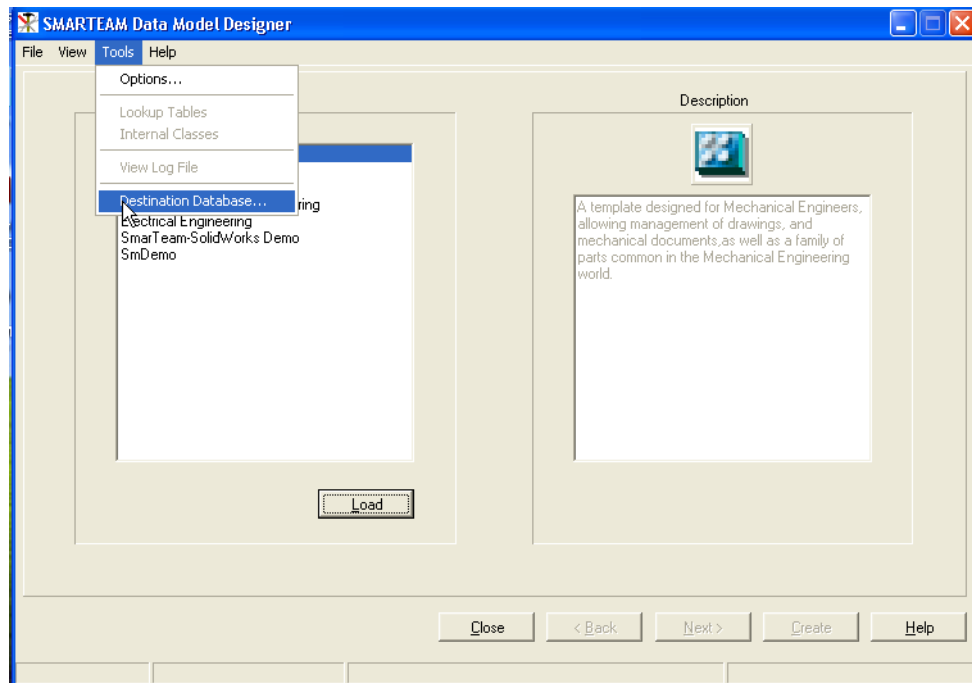 SMARTEAM Data Model Designer
File View Tools Help
Options...
Lookup Tables
Internal Classes
View Log File
Destination Database...
Electrical Engineering
SmarTeam-SolidWorks Demo
SmDemo
Load
Description
A template designed for Mechanical Engineers,
allowing management of drawings, and
mechanical documents,as well as a family of
parts common in the Mechanical Engineering
world.
Close < Back Next > Create Help